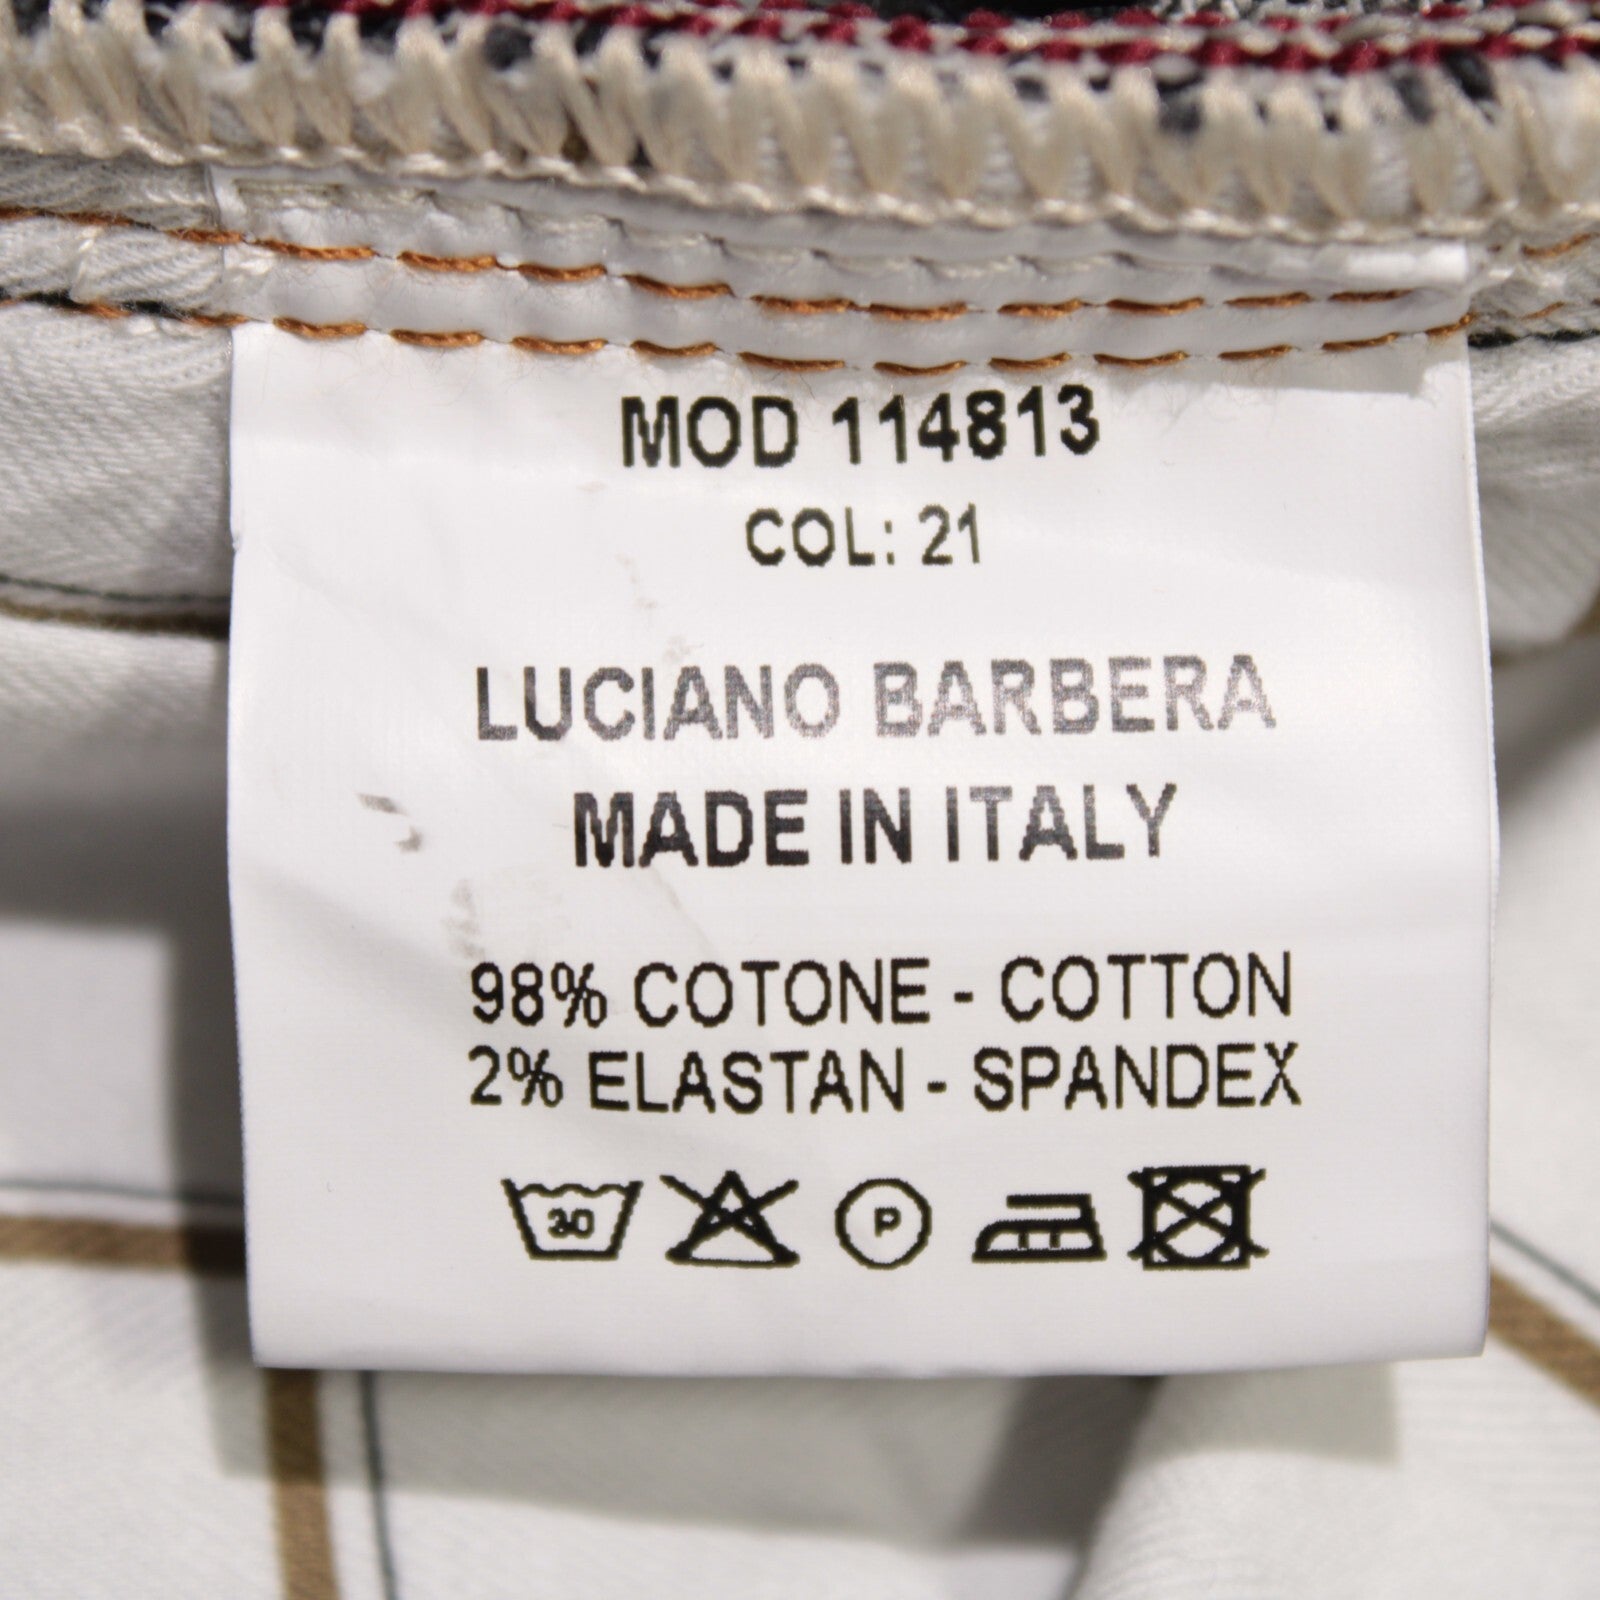 MOD 114813
COL: 21
LUCIANO BARBERA
MADE IN ITALY
98% COTONE - COTTON
2% ELASTAN - SPANDEX
30 P